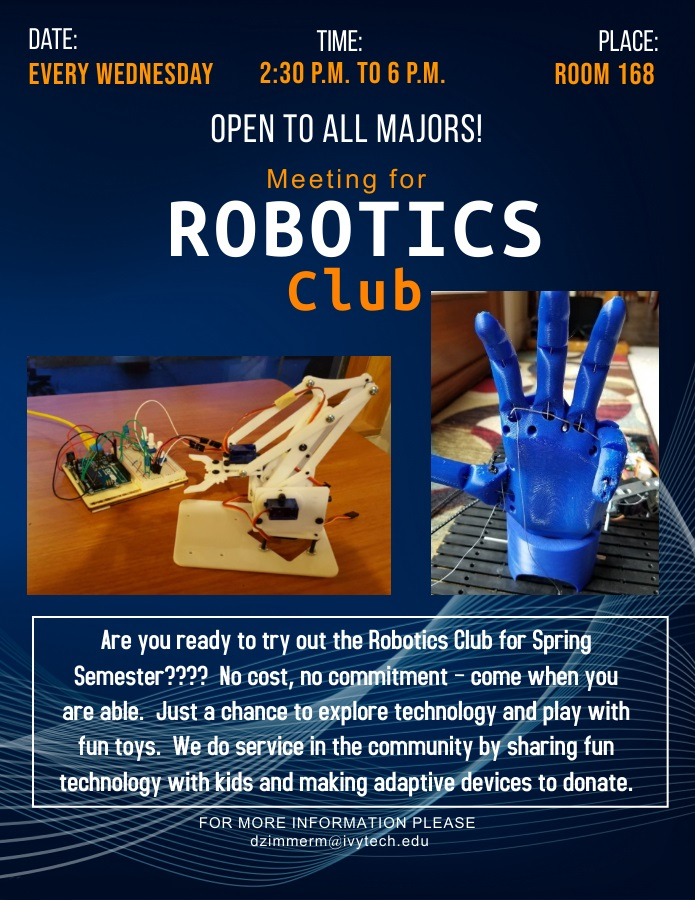 DATE:
EVERY WEDNESDAY
TIME:
2:30 P.M. TO 6 P.M.
PLACE:
ROOM 168
OPEN TO ALL MAJORS!
Meeting for
ROBOTICS
Club
Are you ready to try out the Robotics Club for Spring
Semester???? No cost, no commitment - come when you
are able. Just a chance to explore technology and play with
fun toys. We do service in the community by sharing fun
technology with kids and making adaptive devices to donate.
FOR MORE INFORMATION PLEASE
dzimmerm@ivytech.edu